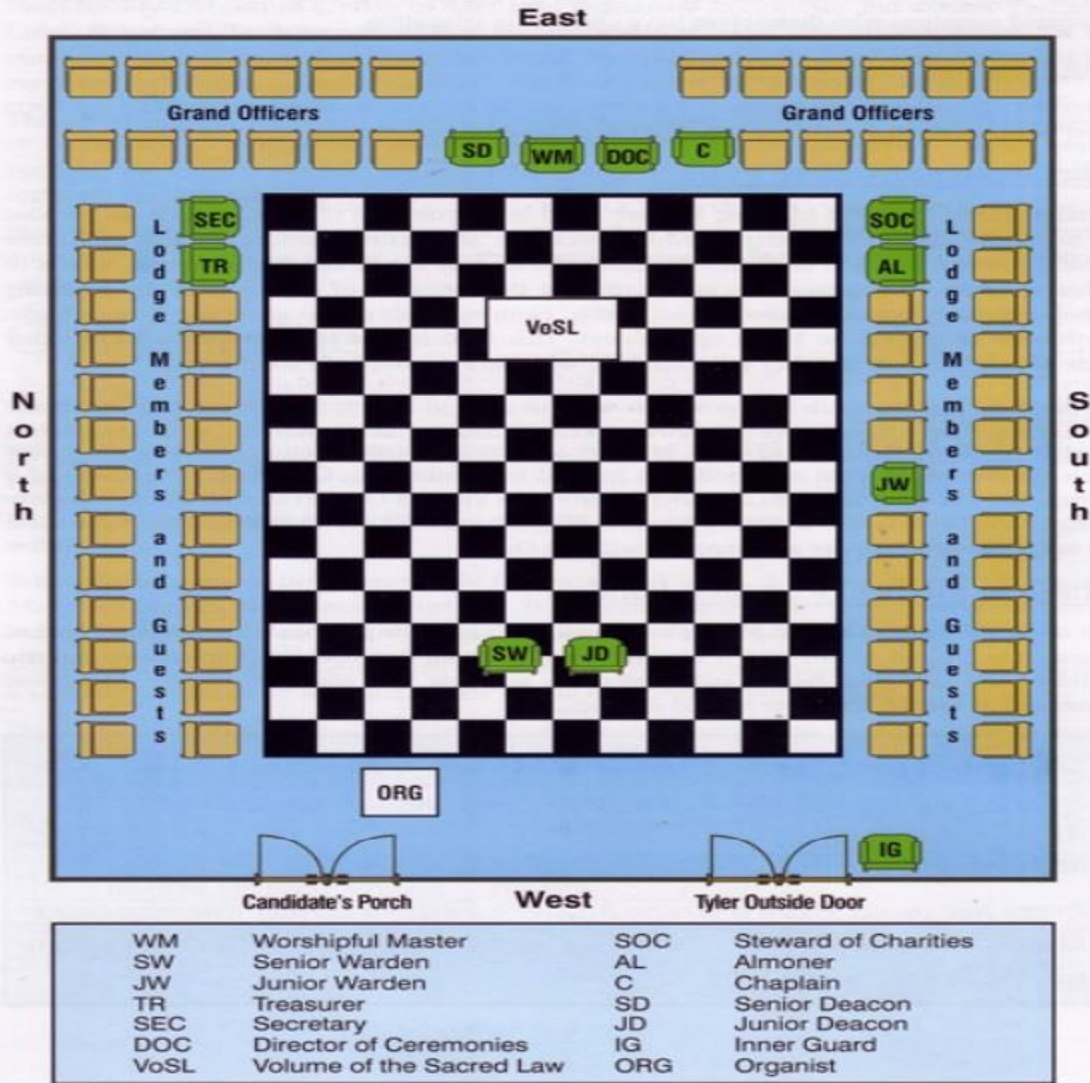 East
Grand Officers
Grand Officers
SD
WM
DOC
C
SEC
TR
SOC
AL
Lodge Members and Guests
Lodge Members and Guests
VoSL
North
South
JW
SW
JD
ORG
IG
Candidate's Porch
West
Tyler Outside Door
WM Worshipful Master
SW Senior Warden
JW Junior Warden
TR Treasurer
SEC Secretary
DOC Director of Ceremonies
VoSL Volume of the Sacred Law
SOC Steward of Charities
AL Almoner
C Chaplain
SD Senior Deacon
JD Junior Deacon
IG Inner Guard
ORG Organist